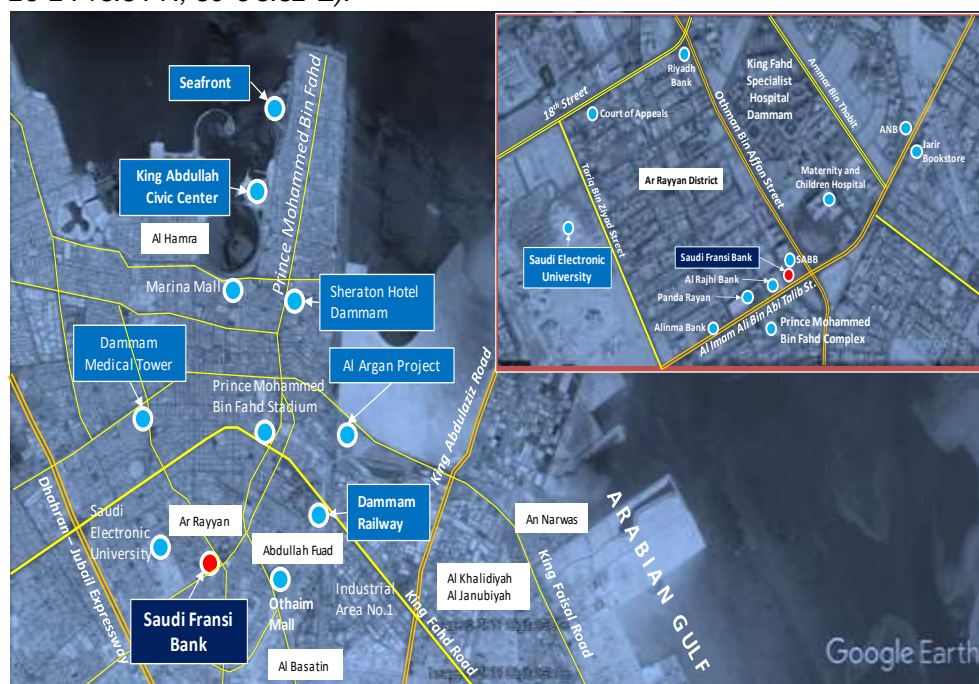 Seafront
King Abdullah
Civic Center
Al Hamra
Marina Mall
Prince Mohammed Bin Fahd
Sheraton Hotel
Dammam
Dammam
Medical Tower
Prince Mohammed
Bin Fahd Stadium
Al Argan Project
King Abdulaziz Road
Dhahran – Jubail Expressway
Saudi
Electronic
University
Ar Rayyan
Dammam
Railway
Abdullah Fuad
An Narwas
Saudi Fransi
Bank
Othaim
Mall
Industrial
Area No.1
Al Khalidiyah
Al Janubiyah
King Fahd Road
King Faisal Road
Al Basatin
ARABIAN GULF
Google Earth
Riyadh
Bank
King Fahd
Specialist
Hospital
Dammam
Ammar Bin Thabit
18th Street
Court of Appeals
Othman Bin Affan Street
ANB
Jarir
Bookstore
Tariq Bin Ziyad Street
Ar Rayyan District
Maternity and
Children Hospital
Saudi Electronic
University
Saudi Fransi Bank
SABB
Al Rajhi Bank
Panda Rayan
Alinma Bank
Al Imam Ali Bin Abi Talib St.
Prince Mohammed
Bin Fahd Complex